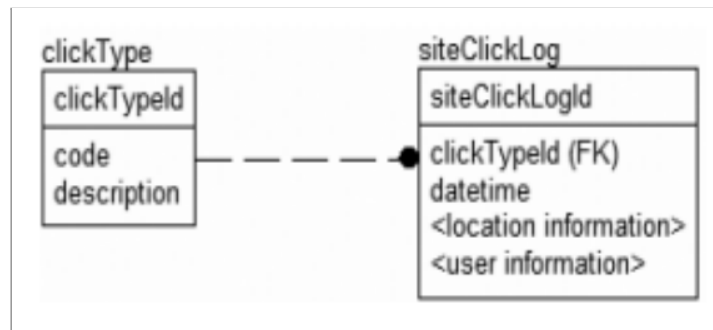 clickType
clickTypeId
code
description
siteClickLog
siteClickLogId
clickTypeId (FK)
datetime
<location information>
<user information>